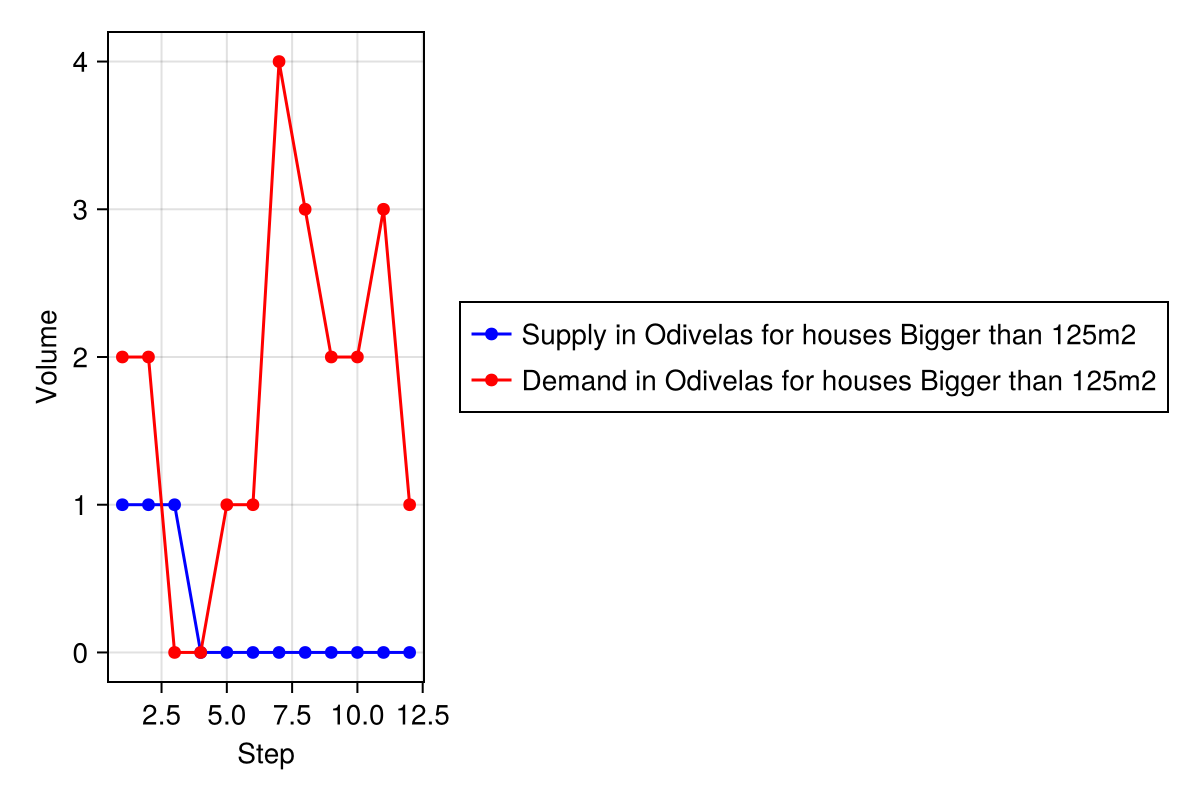 4
3
2
1
0
Volume
2.5 5.0 7.5 10.0 12.5
Step
Supply in Odivelas for houses Bigger than 125m2
Demand in Odivelas for houses Bigger than 125m2